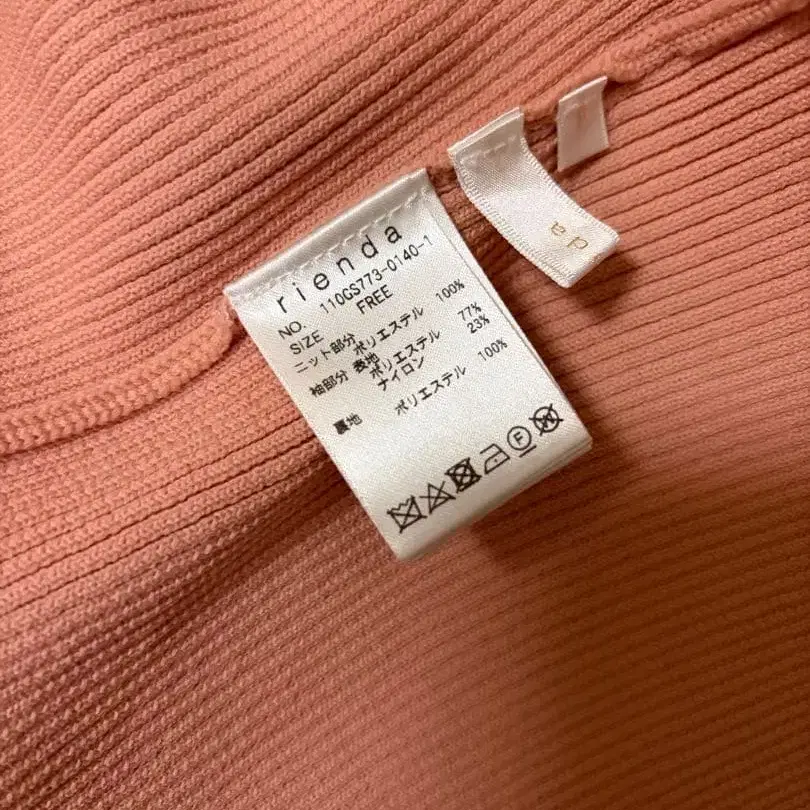 rienda
NO. 110GS773-0140-1
SIZE FREE
ニット部分 ポリエステル 100%
袖部分 表地 ポリエステル 77%
ナイロン 23%
裏地 ポリエステル 100%
F
W
da